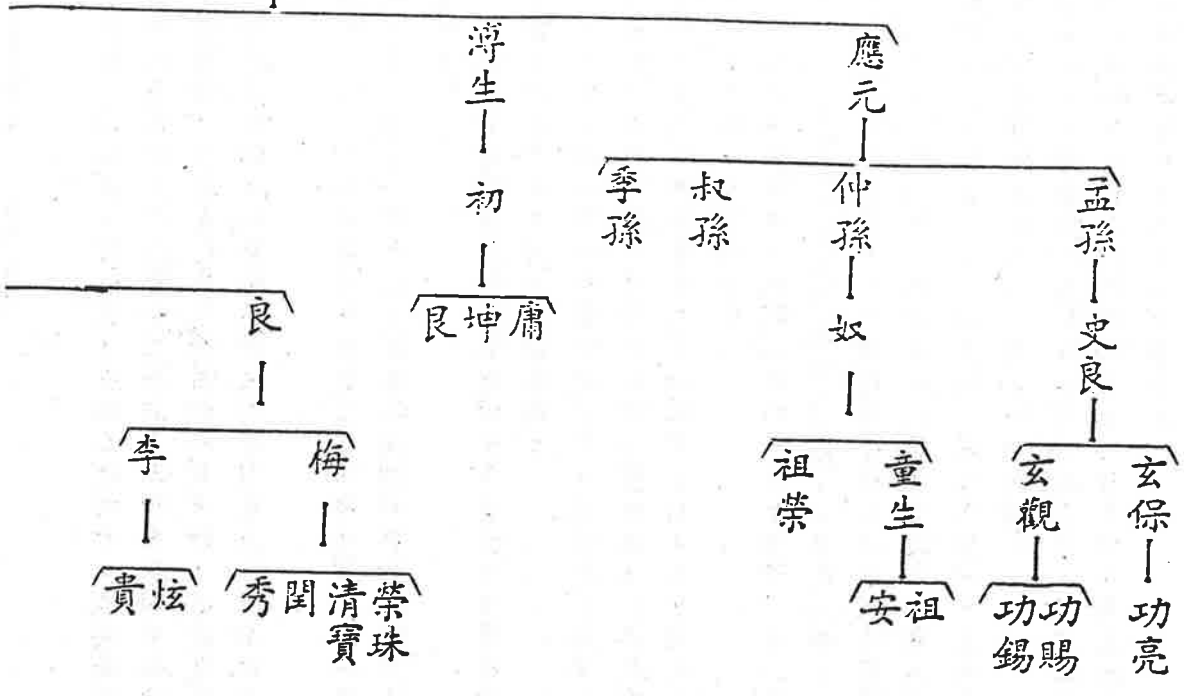 應元
溥生
孟孫
仲孫
叔孫
季孫
初
史良
奴
庸
坤
艮
良
玄保
玄觀
童生
祖榮
梅
李
功亮
功賜
功錫
祖
安
榮珠
清寶
閏
秀
炫
貴